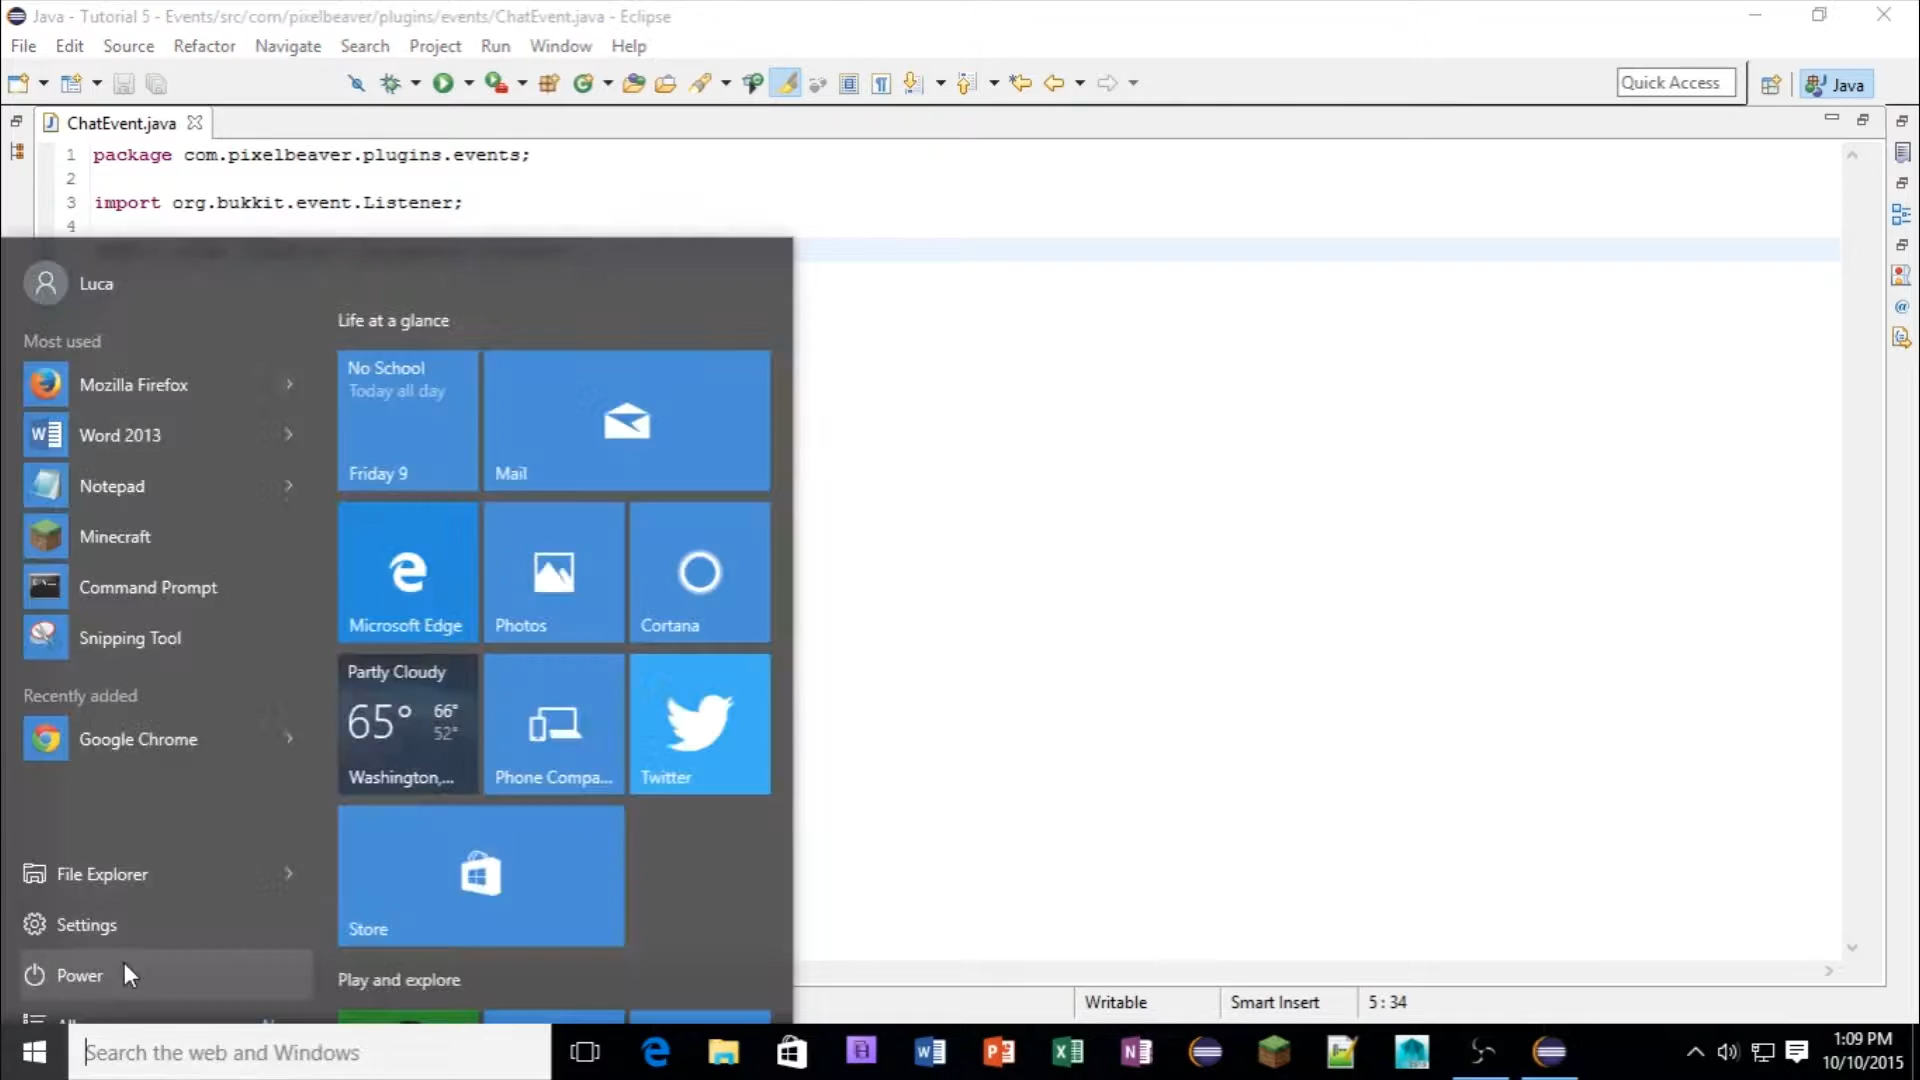 Java - Tutorial 5 - Events/src/com/pixelbeaver/plugins/events/ChatEvent.java - Eclipse
File Edit Source Refactor Navigate Search Project Run Window Help
Quick Access
Java
ChatEvent.java
1 package com.pixelbeaver.plugins.events;
2
3 import org.bukkit.event.Listener;
4
Luca
Most used
Mozilla Firefox
Word 2013
Notepad
Minecraft
Command Prompt
Snipping Tool
Recently added
Google Chrome
File Explorer
Settings
Power
Life at a glance
No School
Today all day
Friday 9
Mail
Microsoft Edge
Photos
Cortana
Partly Cloudy
65°
66°
52°
Washington,...
Phone Compa...
Twitter
Store
Play and explore
Writable
Smart Insert
5 : 34
Search the web and Windows
1:09 PM
10/10/2015